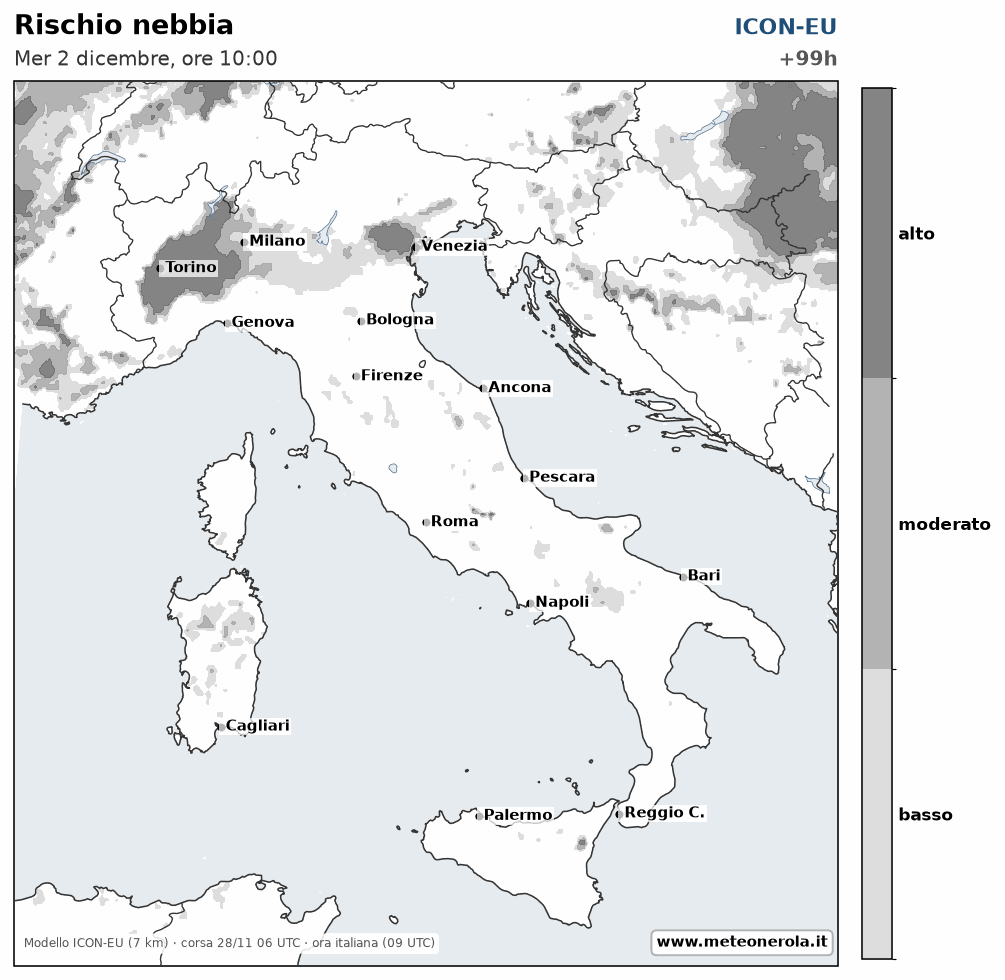 Rischio nebbia
ICON-EU
Mer 2 dicembre, ore 10:00
+99h
alto
Milano
Venezia
Torino
Genova
Bologna
Firenze
Ancona
Pescara
Roma
moderato
Bari
Napoli
Cagliari
Palermo
Reggio C.
basso
Modello ICON-EU (7 km) · corsa 28/11 06 UTC · ora italiana (09 UTC)
www.meteonerola.it